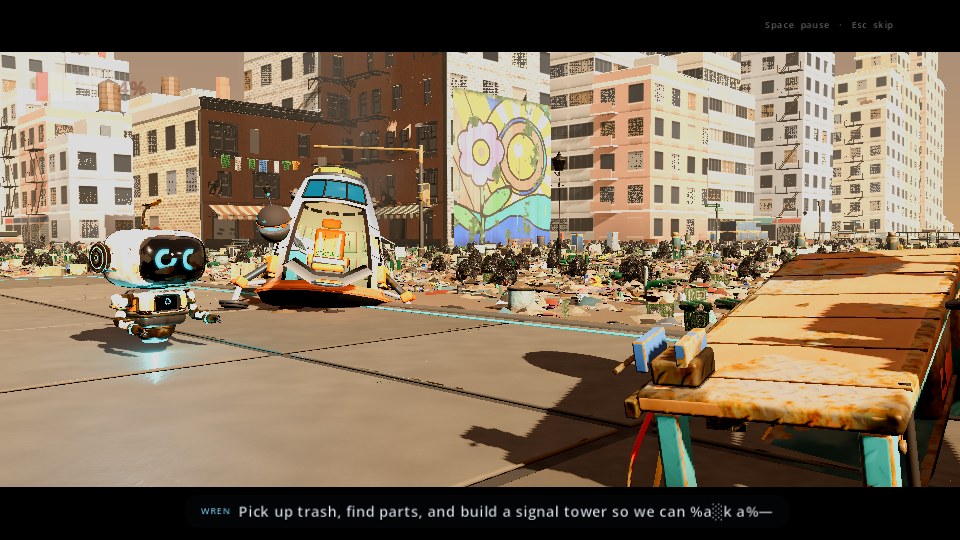 Space pause · Esc skip
WREN Pick up trash, find parts, and build a signal tower so we can %a░k a%—